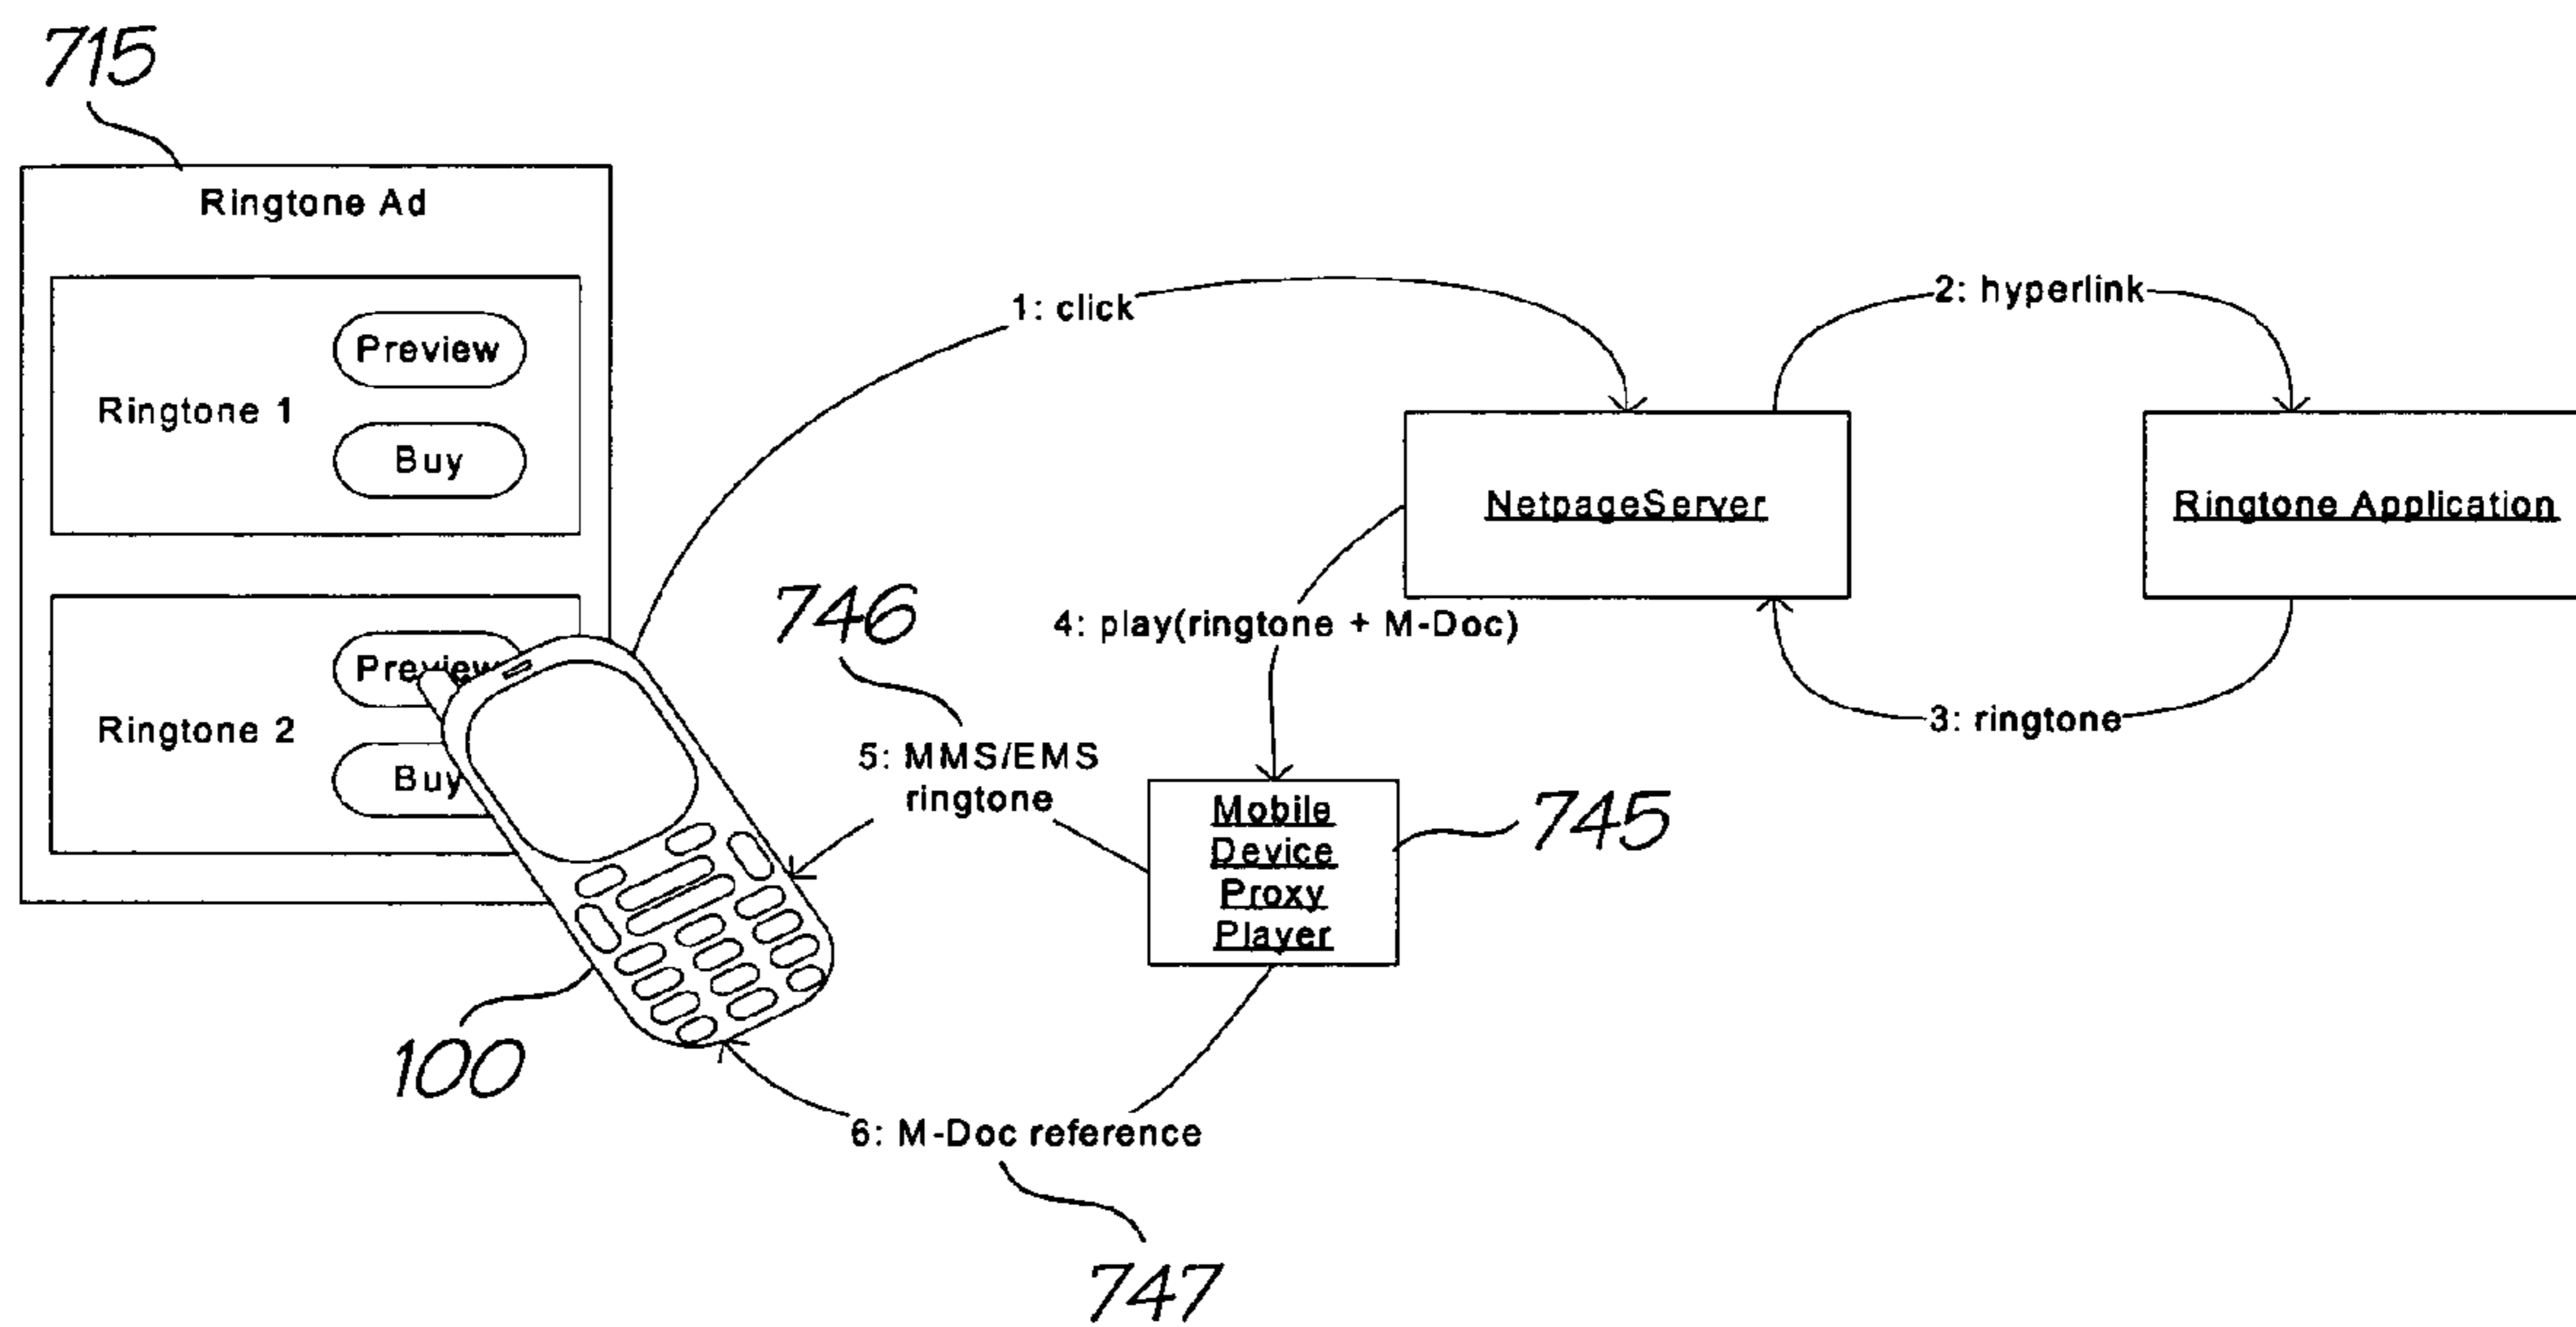 715
Ringtone Ad
Ringtone 1
Preview
Buy
Ringtone 2
Preview
Buy
100
1: click
NetpageServer
2: hyperlink
Ringtone Application
3: ringtone
4: play(ringtone + M-Doc)
746
5: MMS/EMS
ringtone
Mobile
Device
Proxy
Player
745
6: M-Doc reference
747